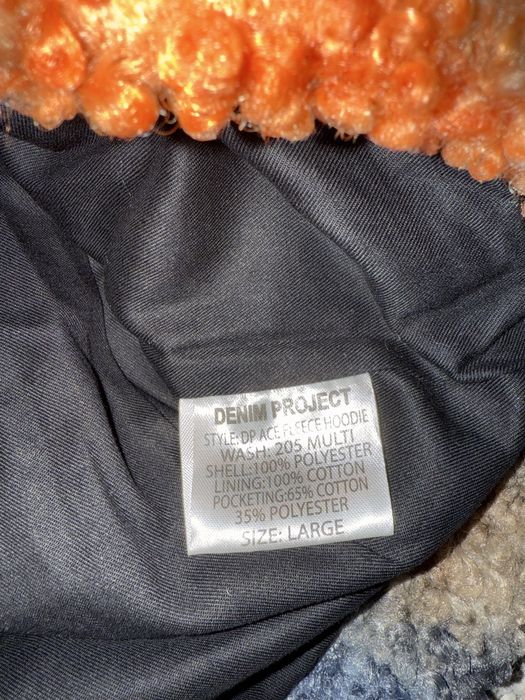 DENIM PROJECT
STYLE: DP ACE FLEECE HOODIE
WASH: 205 MULTI
SHELL:100% POLYESTER
LINING:100% COTTON
POCKETING:65% COTTON
35% POLYESTER
SIZE: LARGE